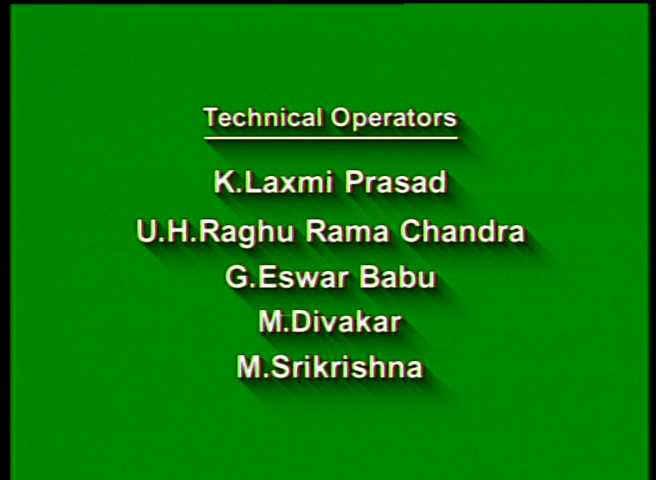 Technical Operators
K.Laxmi Prasad
U.H.Raghu Rama Chandra
G.Eswar Babu
M.Divakar
M.Srikrishna